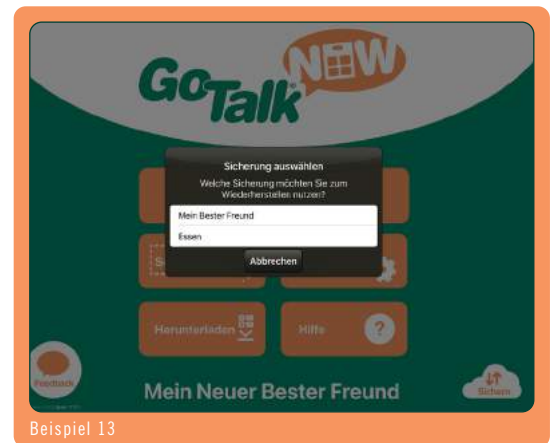 GoTalk NOW
Sicherung auswählen
Welche Sicherung möchten Sie zum
Wiederherstellen nutzen?
Mein Bester Freund
Essen
Abbrechen
Herunterladen
Hilfe
?
Feedback
Mein Neuer Bester Freund
Sichern
Beispiel 13